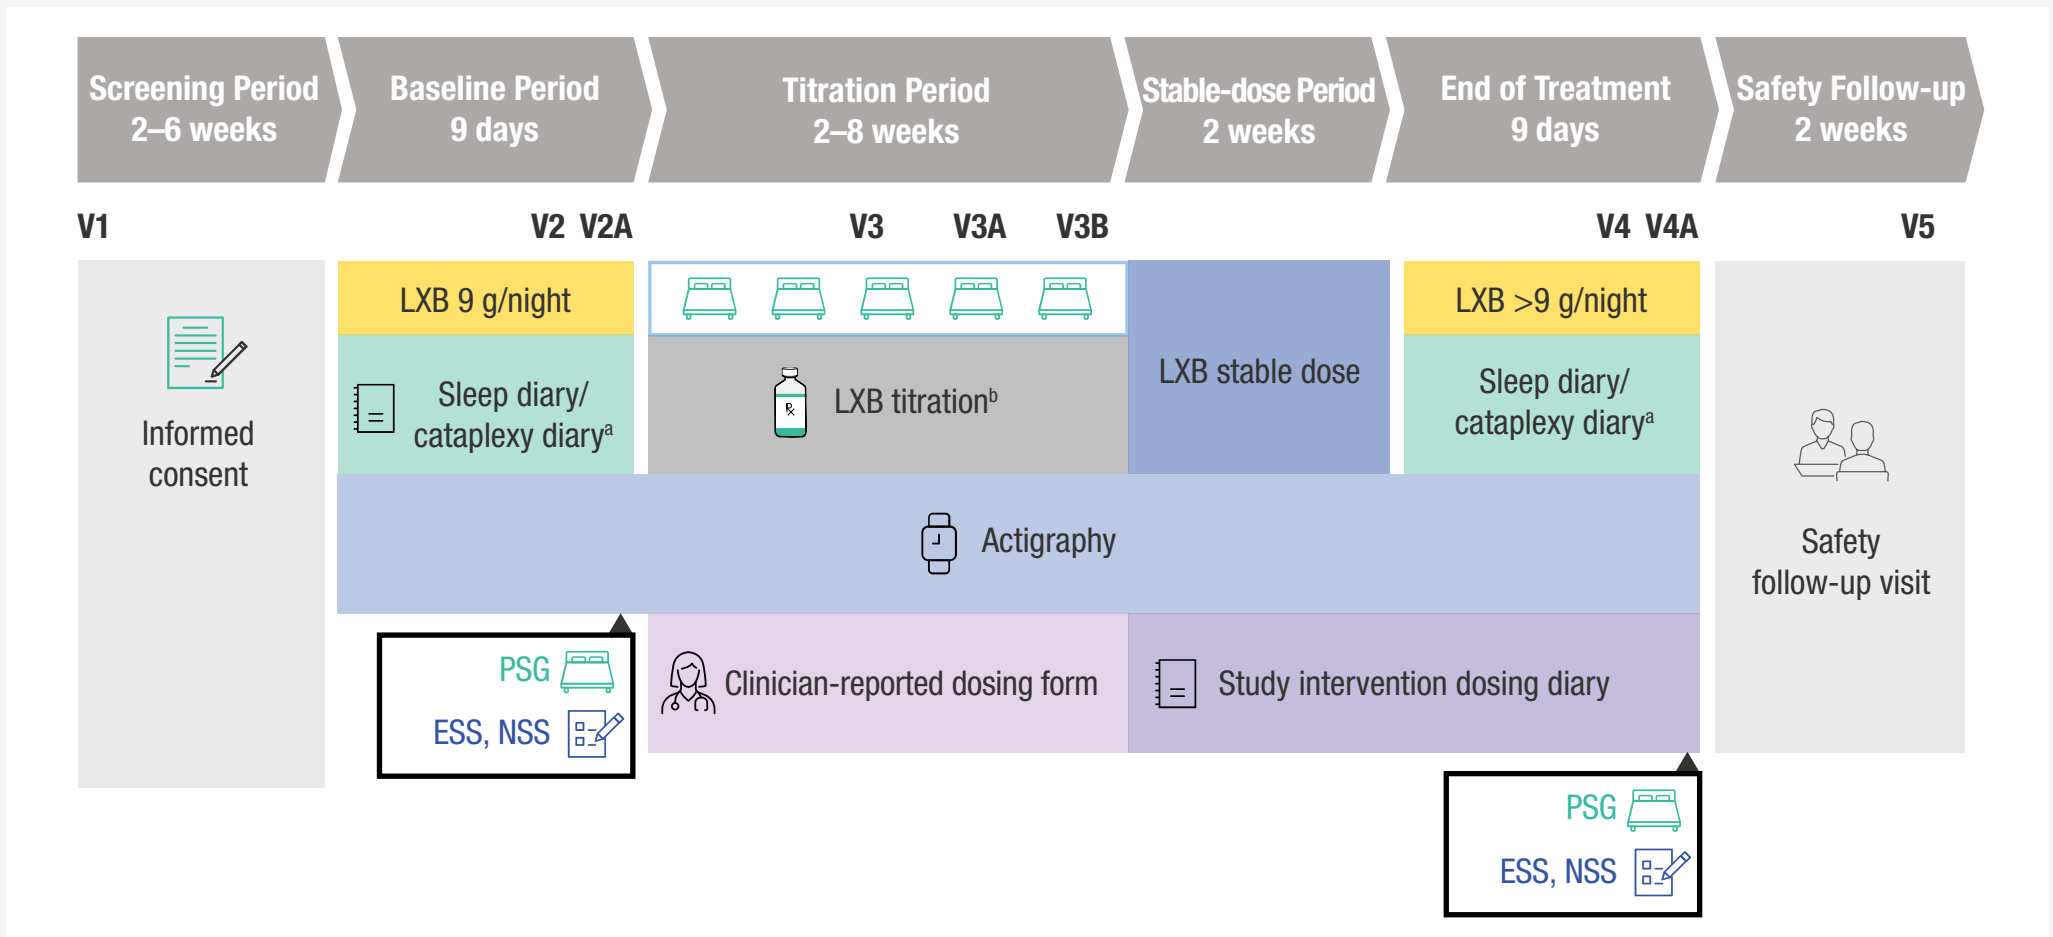 Screening Period
2–6 weeks
Baseline Period
9 days
Titration Period
2–8 weeks
Stable-dose Period
2 weeks
End of Treatment
9 days
Safety Follow-up
2 weeks
V1
V2 V2A
V3
V3A
V3B
V4 V4A
V5
Informed
consent
LXB 9 g/night
Sleep diary/
cataplexy diaryᵃ
℞
LXB titrationᵇ
LXB stable dose
LXB >9 g/night
Sleep diary/
cataplexy diaryᵃ
Actigraphy
Safety
follow-up visit
PSG
ESS, NSS
Clinician-reported dosing form
Study intervention dosing diary
PSG
ESS, NSS